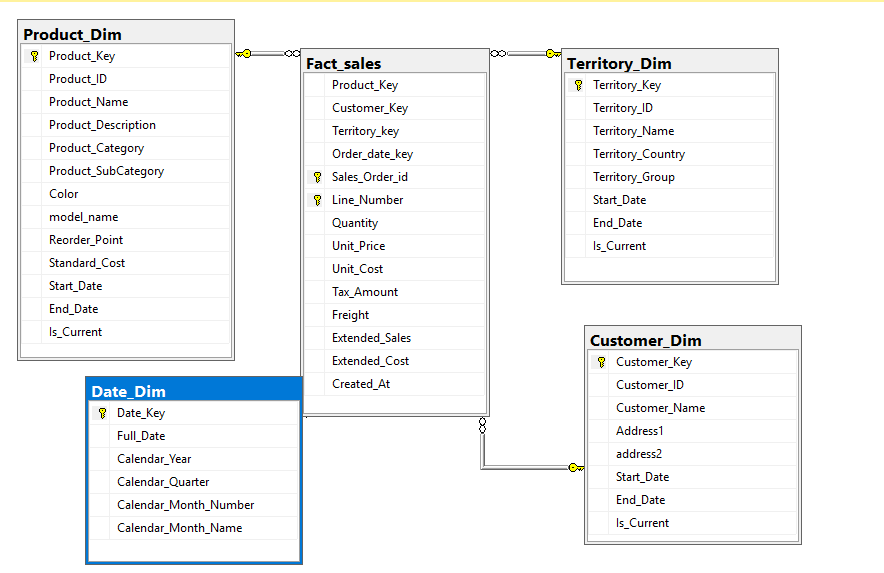 Product_Dim
Product_Key
Product_ID
Product_Name
Product_Description
Product_Category
Product_SubCategory
Color
model_name
Reorder_Point
Standard_Cost
Start_Date
End_Date
Is_Current
Fact_sales
Product_Key
Customer_Key
Territory_key
Order_date_key
Sales_Order_id
Line_Number
Quantity
Unit_Price
Unit_Cost
Tax_Amount
Freight
Extended_Sales
Extended_Cost
Created_At
Territory_Dim
Territory_Key
Territory_ID
Territory_Name
Territory_Country
Territory_Group
Start_Date
End_Date
Is_Current
Date_Dim
Date_Key
Full_Date
Calendar_Year
Calendar_Quarter
Calendar_Month_Number
Calendar_Month_Name
Customer_Dim
Customer_Key
Customer_ID
Customer_Name
Address1
address2
Start_Date
End_Date
Is_Current